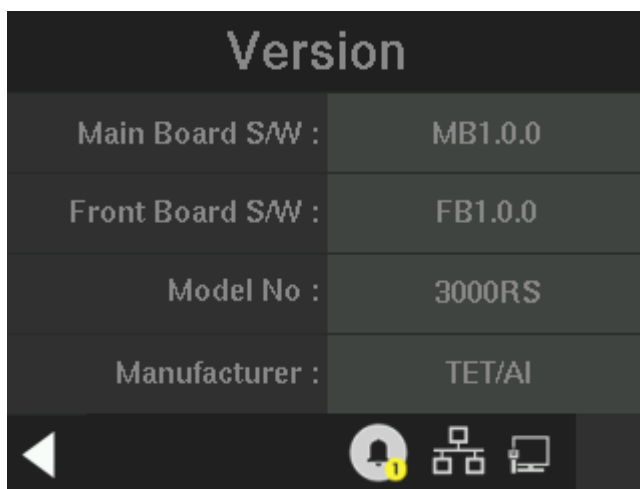 Version
Main Board S/W : MB1.0.0
Front Board S/W : FB1.0.0
Model No : 3000RS
Manufacturer : TET/AI
1